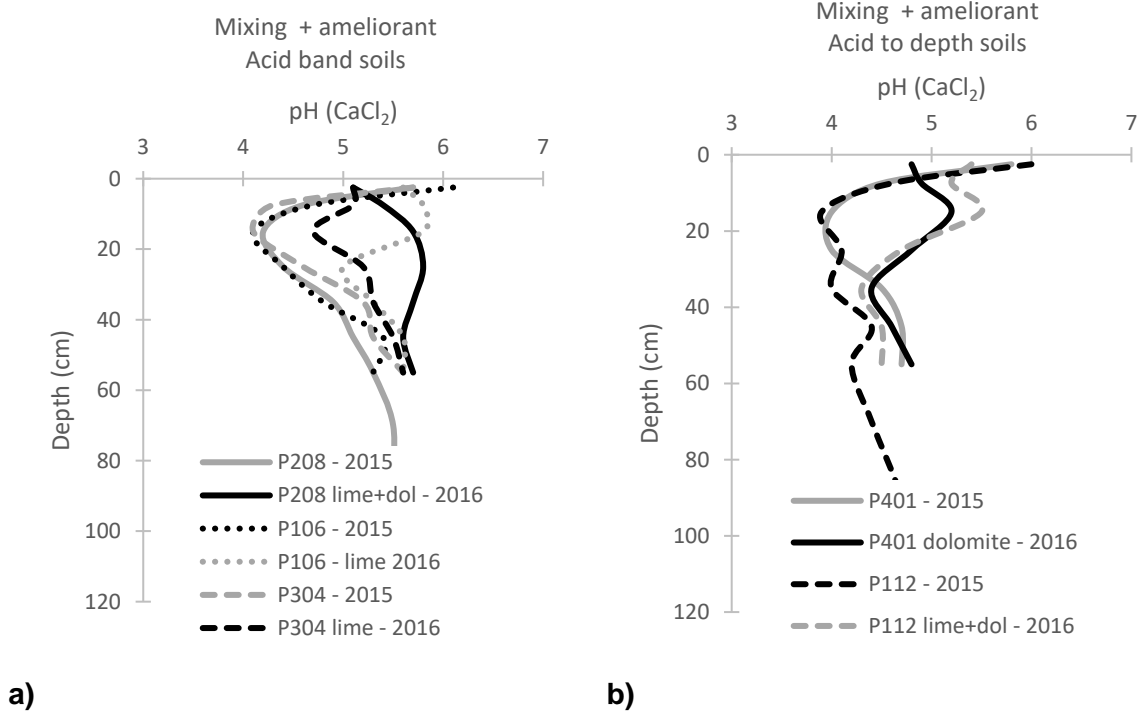 Mixing + ameliorant
Acid band soils
pH (CaCl₂)
3 4 5 6 7
0
20
40
60
80
100
120
Depth (cm)
P208 - 2015
P208 lime+dol - 2016
P106 - 2015
P106 - lime 2016
P304 - 2015
P304 lime - 2016
a)
Mixing + ameliorant
Acid to depth soils
pH (CaCl₂)
3 4 5 6 7
0
20
40
60
80
100
120
Depth (cm)
P401 - 2015
P401 dolomite - 2016
P112 - 2015
P112 lime+dol - 2016
b)